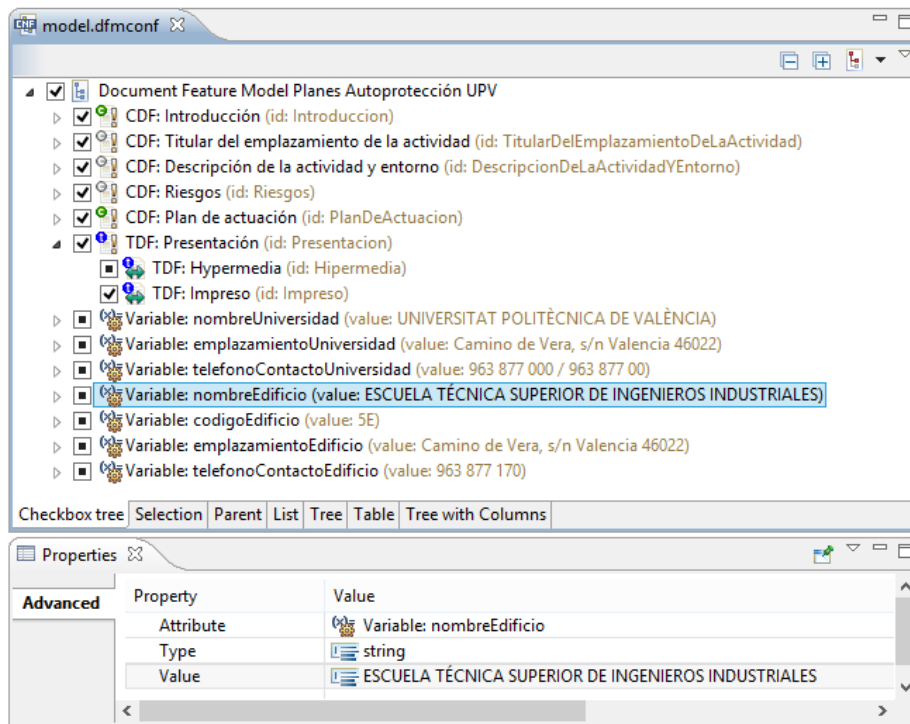 model.dfmconf
Document Feature Model Planes Autoprotección UPV
CDF: Introducción (id: Introduccion)
CDF: Titular del emplazamiento de la actividad (id: TitularDelEmplazamientoDeLaActividad)
CDF: Descripción de la actividad y entorno (id: DescripcionDeLaActividadYEntorno)
CDF: Riesgos (id: Riesgos)
CDF: Plan de actuación (id: PlanDeActuacion)
TDF: Presentación (id: Presentacion)
TDF: Hypermedia (id: Hipermedia)
TDF: Impreso (id: Impreso)
Variable: nombreUniversidad (value: UNIVERSITAT POLITÈCNICA DE VALÈNCIA)
Variable: emplazamientoUniversidad (value: Camino de Vera, s/n Valencia 46022)
Variable: telefonoContactoUniversidad (value: 963 877 000 / 963 877 00)
Variable: nombreEdificio (value: ESCUELA TÉCNICA SUPERIOR DE INGENIEROS INDUSTRIALES)
Variable: codigoEdificio (value: 5E)
Variable: emplazamientoEdificio (value: Camino de Vera, s/n Valencia 46022)
Variable: telefonoContactoEdificio (value: 963 877 170)
Checkbox tree Selection Parent List Tree Table Tree with Columns
Properties
Advanced
Property Value
Attribute Variable: nombreEdificio
Type string
Value ESCUELA TÉCNICA SUPERIOR DE INGENIEROS INDUSTRIALES